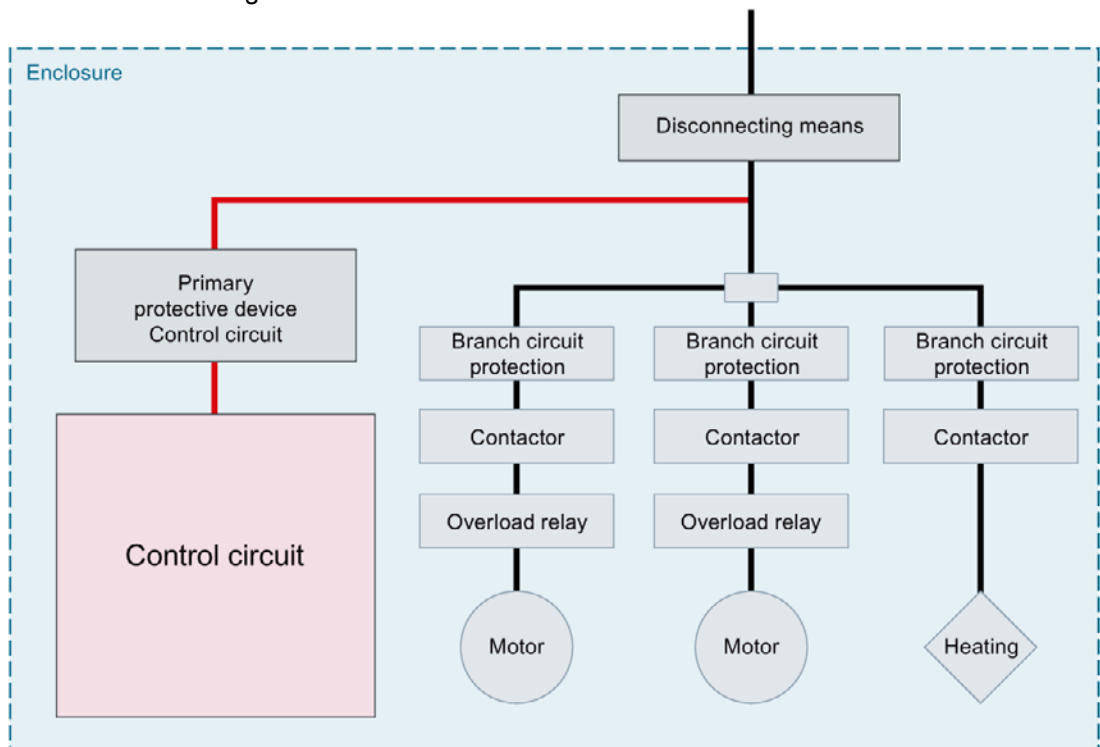 Enclosure
Disconnecting means
Primary
protective device
Control circuit
Branch circuit
protection
Branch circuit
protection
Branch circuit
protection
Contactor
Contactor
Contactor
Overload relay
Overload relay
Control circuit
Motor
Motor
Heating